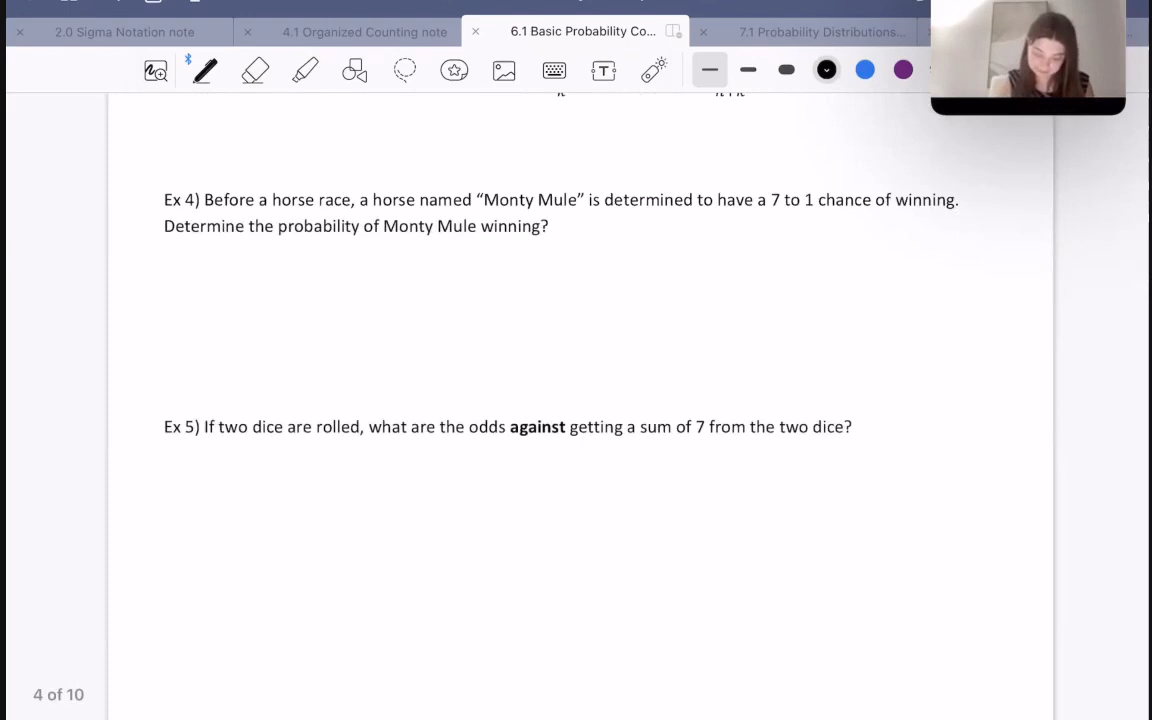 2.0 Sigma Notation note
4.1 Organized Counting note
6.1 Basic Probability Co...
7.1 Probability Distributions...
Ex 4) Before a horse race, a horse named “Monty Mule” is determined to have a 7 to 1 chance of winning.
Determine the probability of Monty Mule winning?
Ex 5) If two dice are rolled, what are the odds against getting a sum of 7 from the two dice?
4 of 10